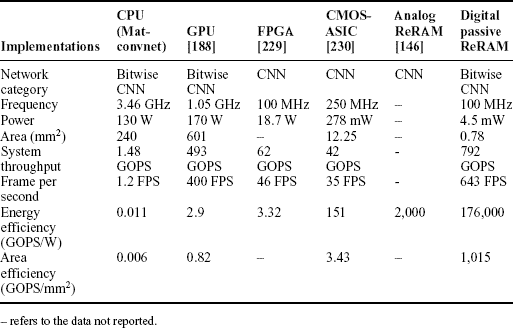 Implementations CPU (Mat-convnet) GPU [188] FPGA [229] CMOS-ASIC [230] Analog ReRAM [146] Digital passive ReRAM
Network category Bitwise CNN Bitwise CNN CNN CNN CNN Bitwise CNN
Frequency 3.46 GHz 1.05 GHz 100 MHz 250 MHz – 100 MHz
Power 130 W 170 W 18.7 W 278 mW – 4.5 mW
Area (mm²) 240 601 – 12.25 – 0.78
System throughput 1.48 GOPS 493 GOPS 62 GOPS 42 GOPS - 792 GOPS
Frame per second 1.2 FPS 400 FPS 46 FPS 35 FPS - 643 FPS
Energy efficiency (GOPS/W) 0.011 2.9 3.32 151 2,000 176,000
Area efficiency (GOPS/mm²) 0.006 0.82 – 3.43 – 1,015
– refers to the data not reported.